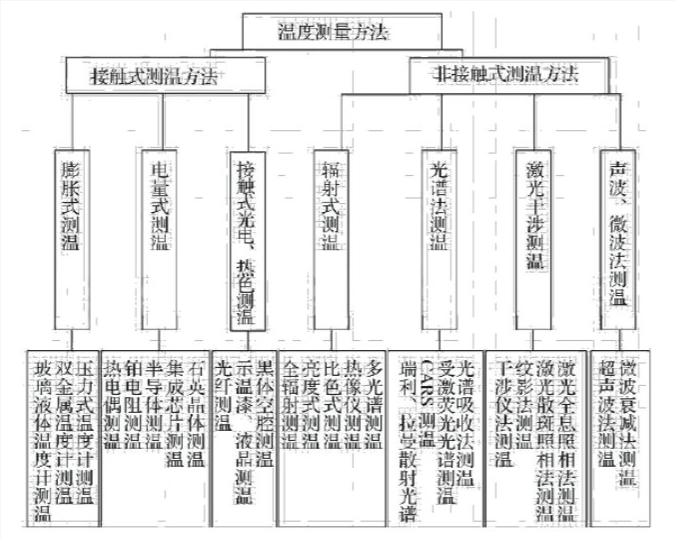 温度测量方法
接触式测温方法
非接触式测温方法
膨胀式测温
电量式测温
接触式光电、热色测温
辐射式测温
光谱法测温
激光干涉测温
声波、微波法测温
压力式温度计测温
双金属温度计测温
玻璃液体温度计测温
石英晶体测温
集成芯片测温
半导体测温
铂电阻测温
热电偶测温
黑体空腔测温
示温漆、液晶测温
光纤测温
多光谱测温
热像仪测温
比色式测温
亮度式测温
全辐射测温
光谱吸收法测温
受激荧光光谱测温
CARS测温
瑞利、拉曼散射光谱
激光全息照相法测温
激光散斑照相法测温
纹影法测温
干涉仪法测温
微波衰减法测温
超声波法测温